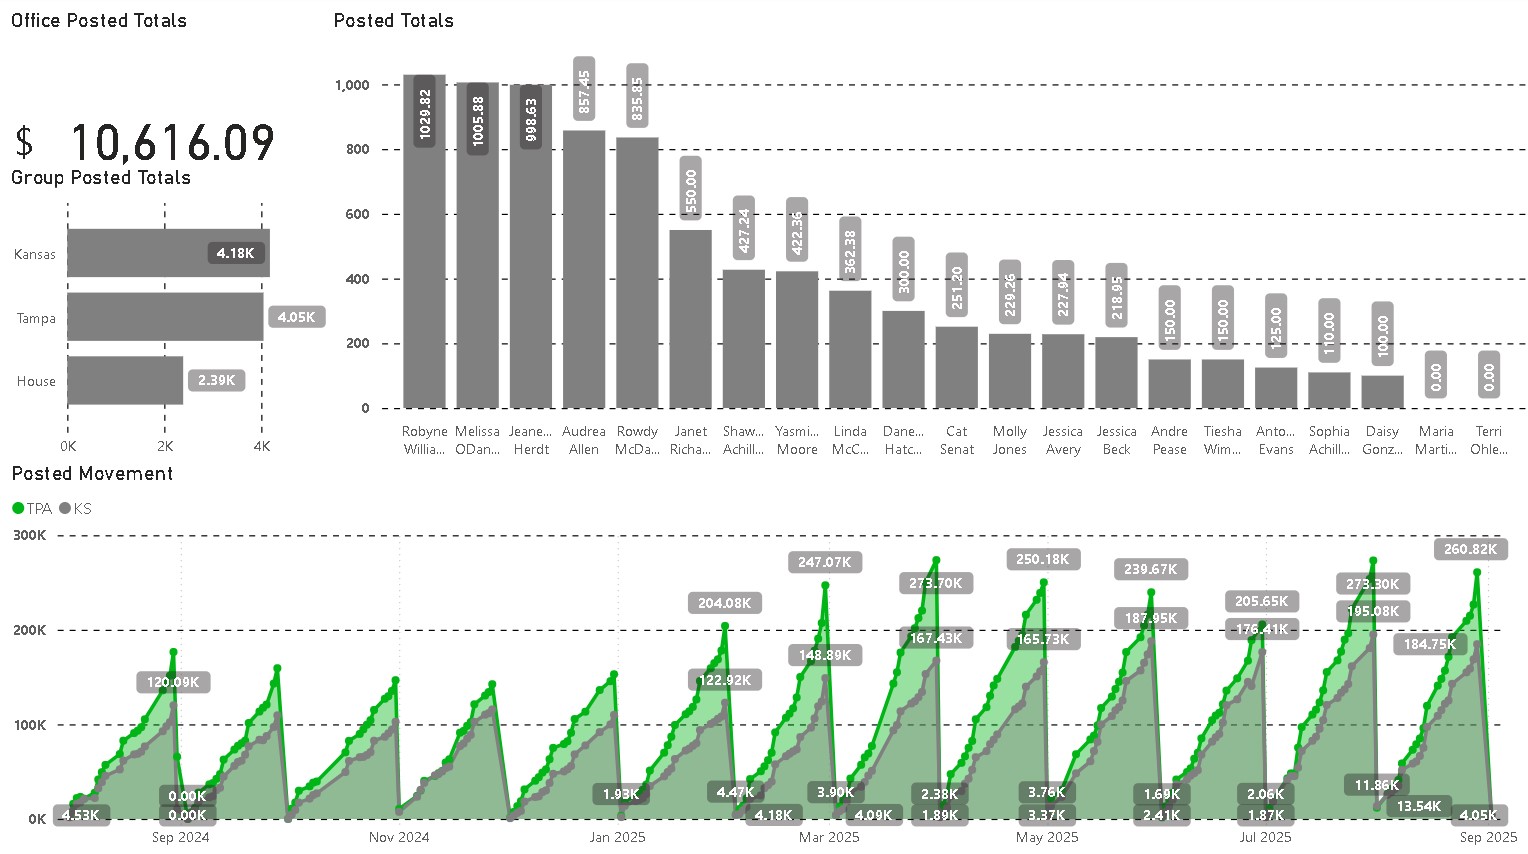 Office Posted Totals
$ 10,616.09
Group Posted Totals
Kansas
4.18K
Tampa
4.05K
House
2.39K
0K 2K 4K
Posted Totals
1,000
800
600
400
200
0
1029.82 1005.88 998.63 857.45 835.85 550.00 427.24 422.36 362.38 300.00 251.20 229.26 227.94 218.95 150.00 150.00 125.00 110.00 100.00 0.00 0.00
Robyne Melissa Jeane... Audrea Rowdy Janet Shaw... Yasmi... Linda Dane... Cat Molly Jessica Jessica Andre Tiesha Anto... Sophia Daisy Maria Terri
Willia... ODan... Herdt Allen McDa... Richa... Achill... Moore McC... Hatc... Senat Jones Avery Beck Pease Wim... Evans Achill... Gonz... Marti... Ohle...
Posted Movement
TPA KS
300K
200K
100K
0K
260.82K
250.18K
247.07K
239.67K
273.70K
273.30K
204.08K
205.65K
195.08K
187.95K
176.41K
167.43K
165.73K
184.75K
148.89K
122.92K
120.09K
11.86K
1.93K 4.47K 3.90K 2.38K 3.76K 1.69K 2.06K
0.00K
13.54K
4.53K 0.00K 4.18K 4.09K 1.89K 3.37K 2.41K 1.87K 4.05K
Sep 2024 Nov 2024 Jan 2025 Mar 2025 May 2025 Jul 2025 Sep 2025